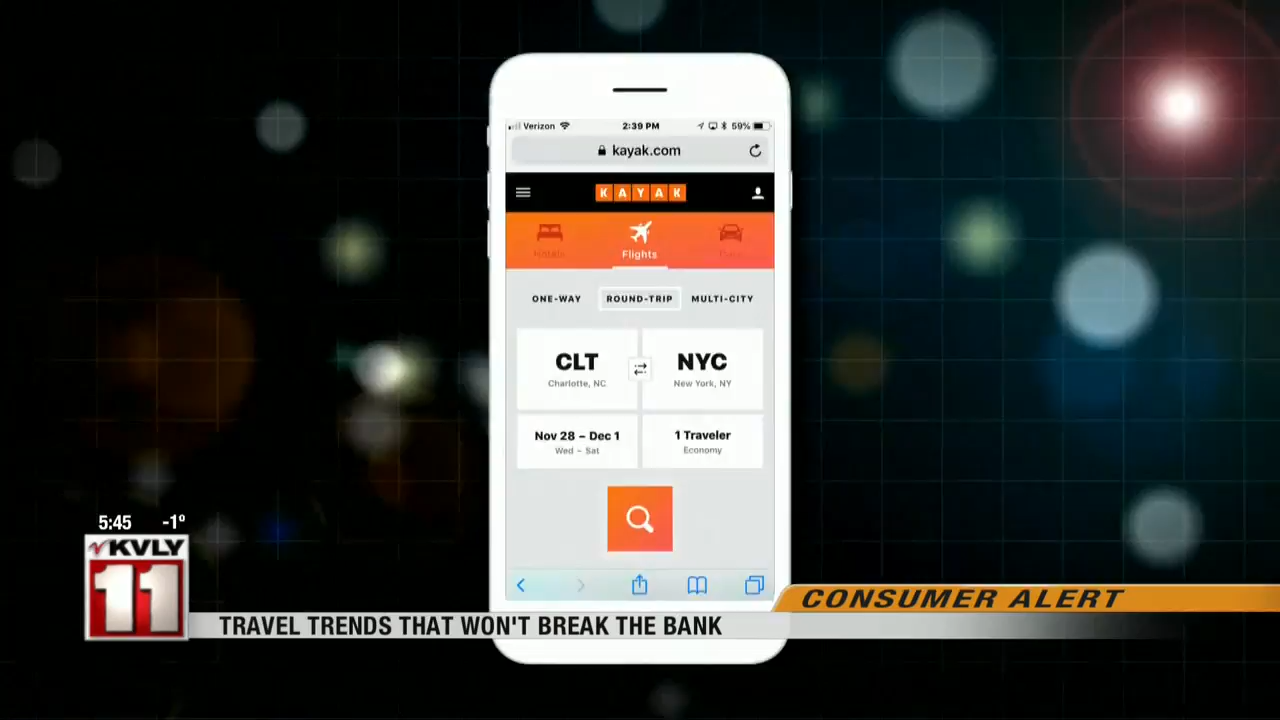 Verizon 2:39 PM 59%
kayak.com
KAYAK
Hotels Flights Cars
ONE-WAY ROUND-TRIP MULTI-CITY
CLT NYC
Charlotte, NC New York, NY
Nov 28 – Dec 1 1 Traveler
Wed – Sat Economy
5:45 -1°
KVLY
11
CONSUMER ALERT
TRAVEL TRENDS THAT WON'T BREAK THE BANK